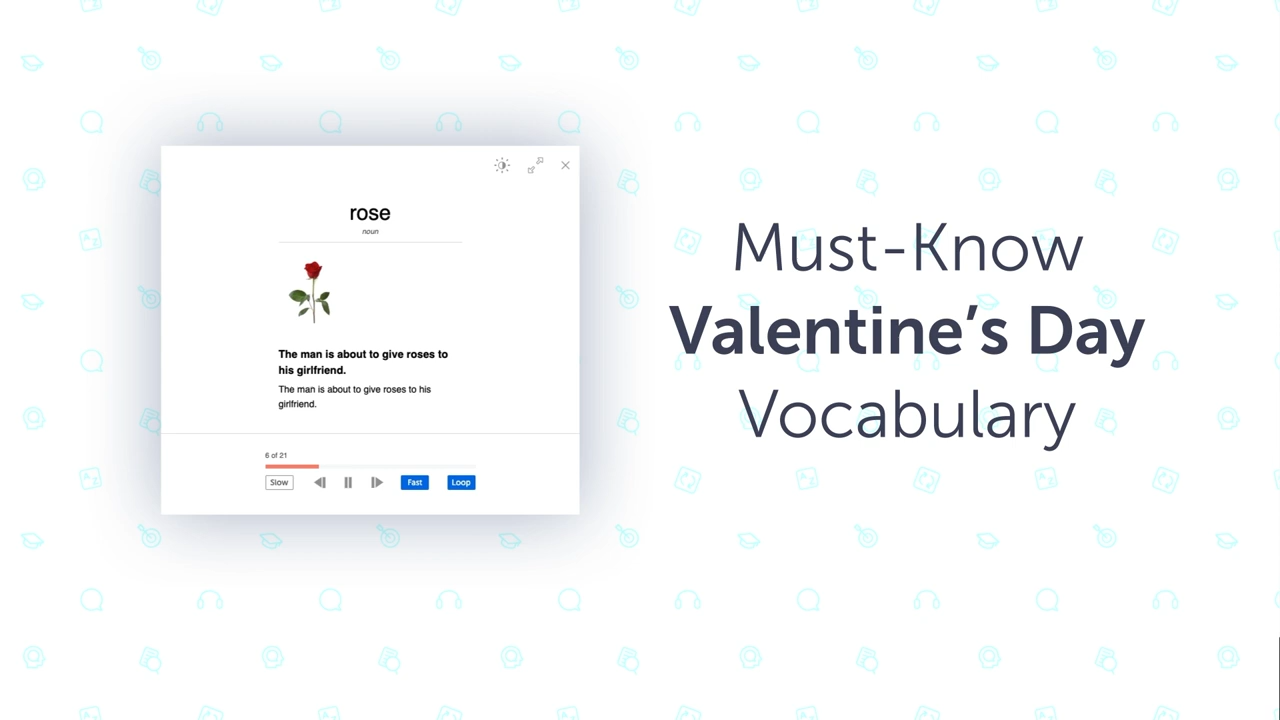 rose
noun
The man is about to give roses to
his girlfriend.
The man is about to give roses to his
girlfriend.
6 of 21
Slow
Fast
Loop
Must-Know
Valentine’s Day
Vocabulary